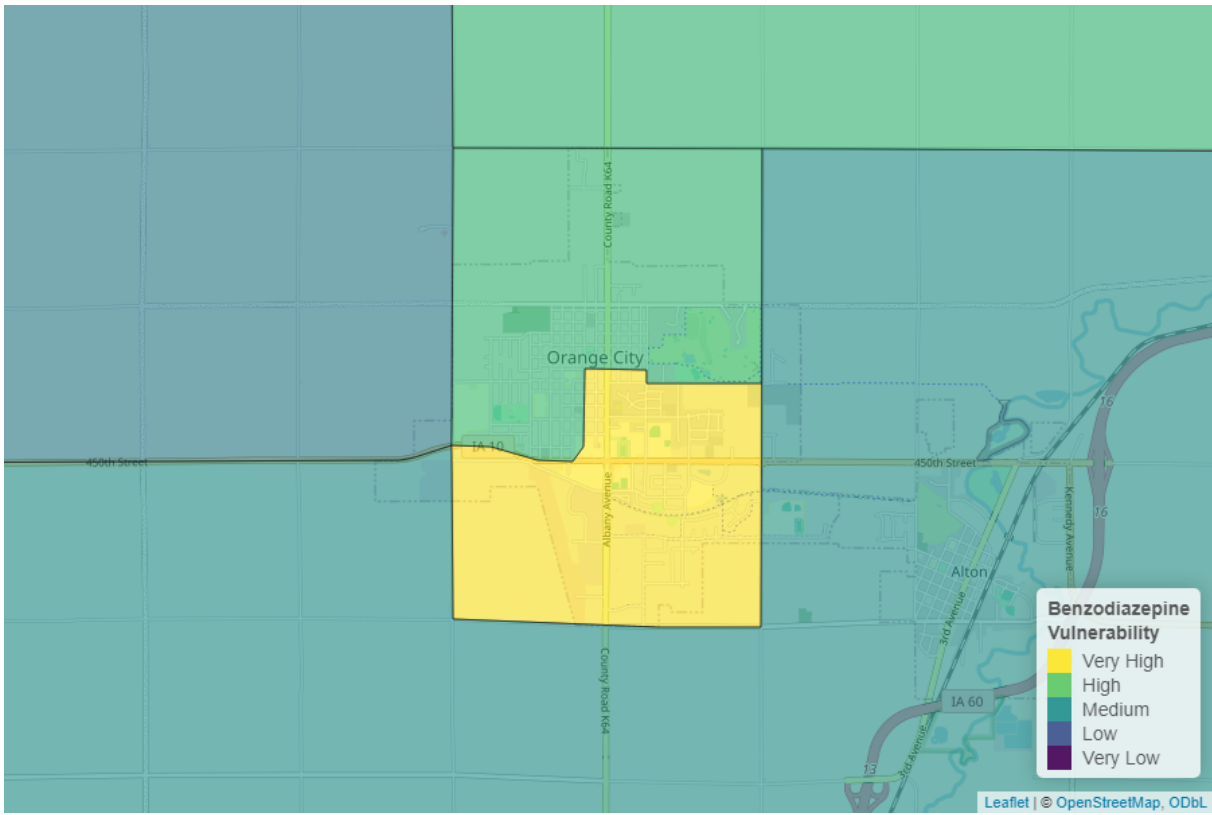 County Road K64
Orange City
IA 10
450th Street
450th Street
16
Albany Avenue
Kennedy Avenue
16
Alton
3rd Avenue
County Road K64
IA 60
3rd Avenue
13
Benzodiazepine
Vulnerability
Very High
High
Medium
Low
Very Low
Leaflet | © OpenStreetMap, ODbL